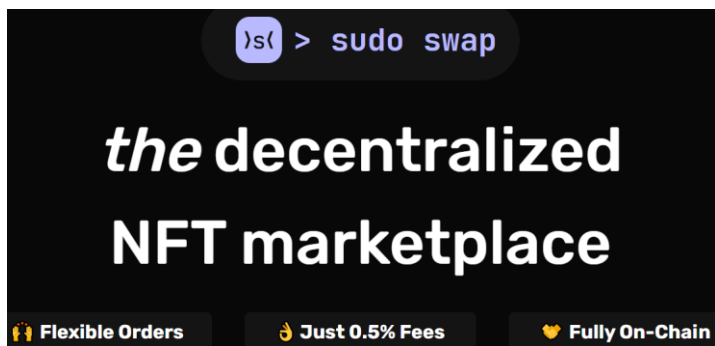 )s( > sudo swap
the decentralized
NFT marketplace
🙌 Flexible Orders 👌 Just 0.5% Fees 🤝 Fully On-Chain